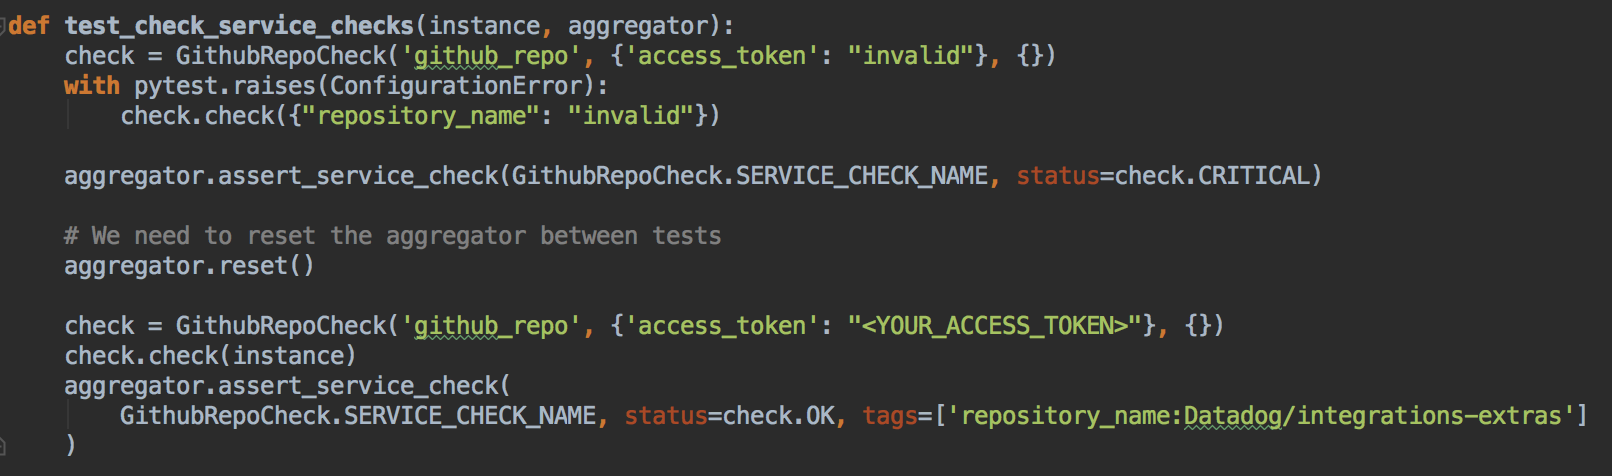 def test_check_service_checks(instance, aggregator):
    check = GithubRepoCheck('github_repo', {'access_token': "invalid"}, {})
    with pytest.raises(ConfigurationError):
        check.check({"repository_name": "invalid"})

    aggregator.assert_service_check(GithubRepoCheck.SERVICE_CHECK_NAME, status=check.CRITICAL)

    # We need to reset the aggregator between tests
    aggregator.reset()

    check = GithubRepoCheck('github_repo', {'access_token': "<YOUR_ACCESS_TOKEN>"}, {})
    check.check(instance)
    aggregator.assert_service_check(
        GithubRepoCheck.SERVICE_CHECK_NAME, status=check.OK, tags=['repository_name:Datadog/integrations-extras']
    )